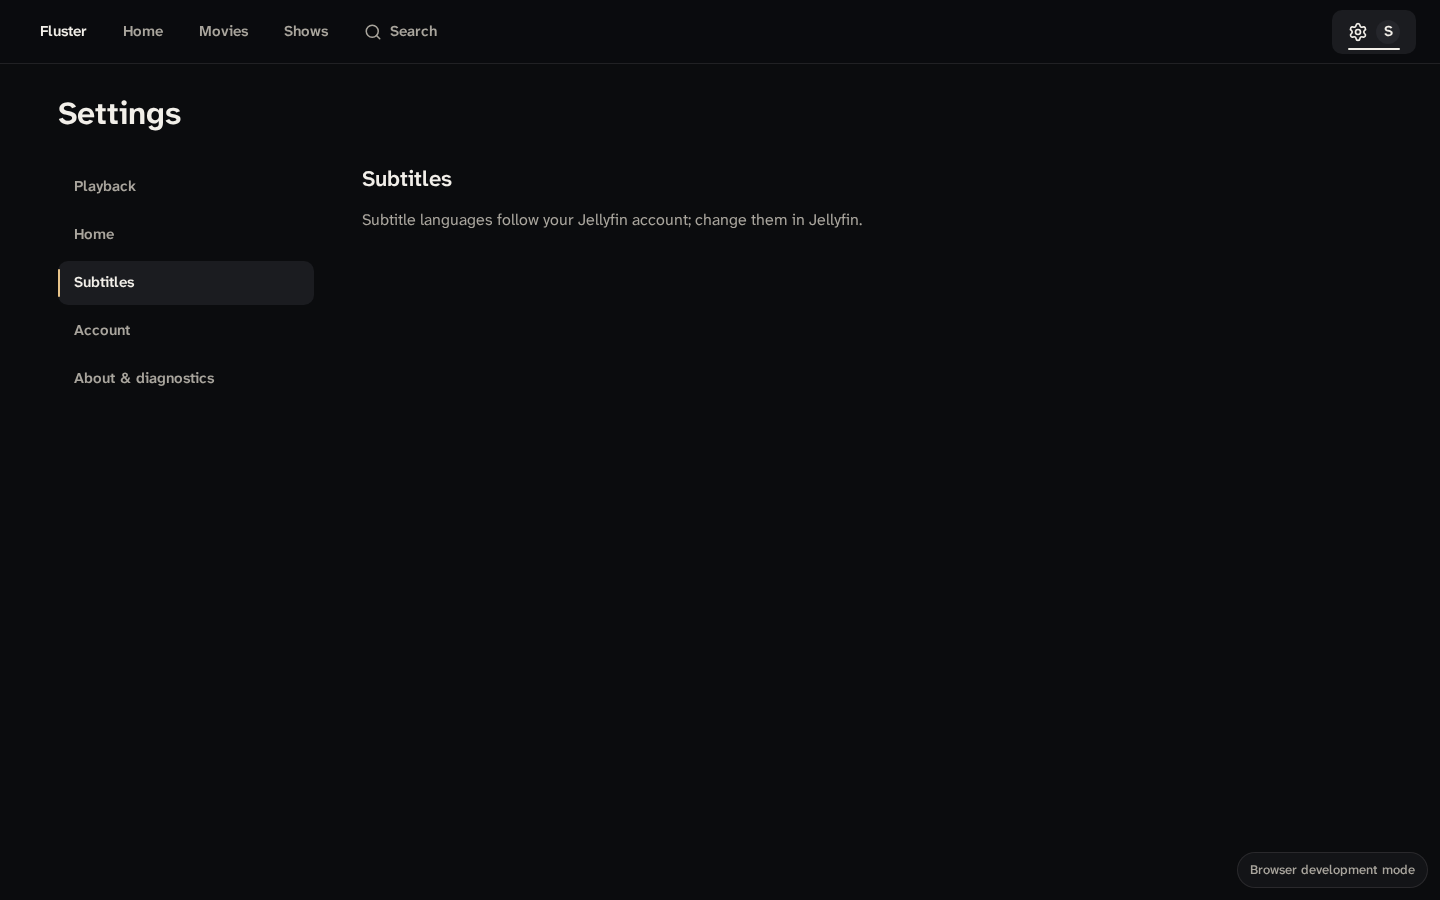 Fluster Home Movies Shows Search S
Settings
Playback
Home
Subtitles
Account
About & diagnostics
Subtitles
Subtitle languages follow your Jellyfin account; change them in Jellyfin.
Browser development mode